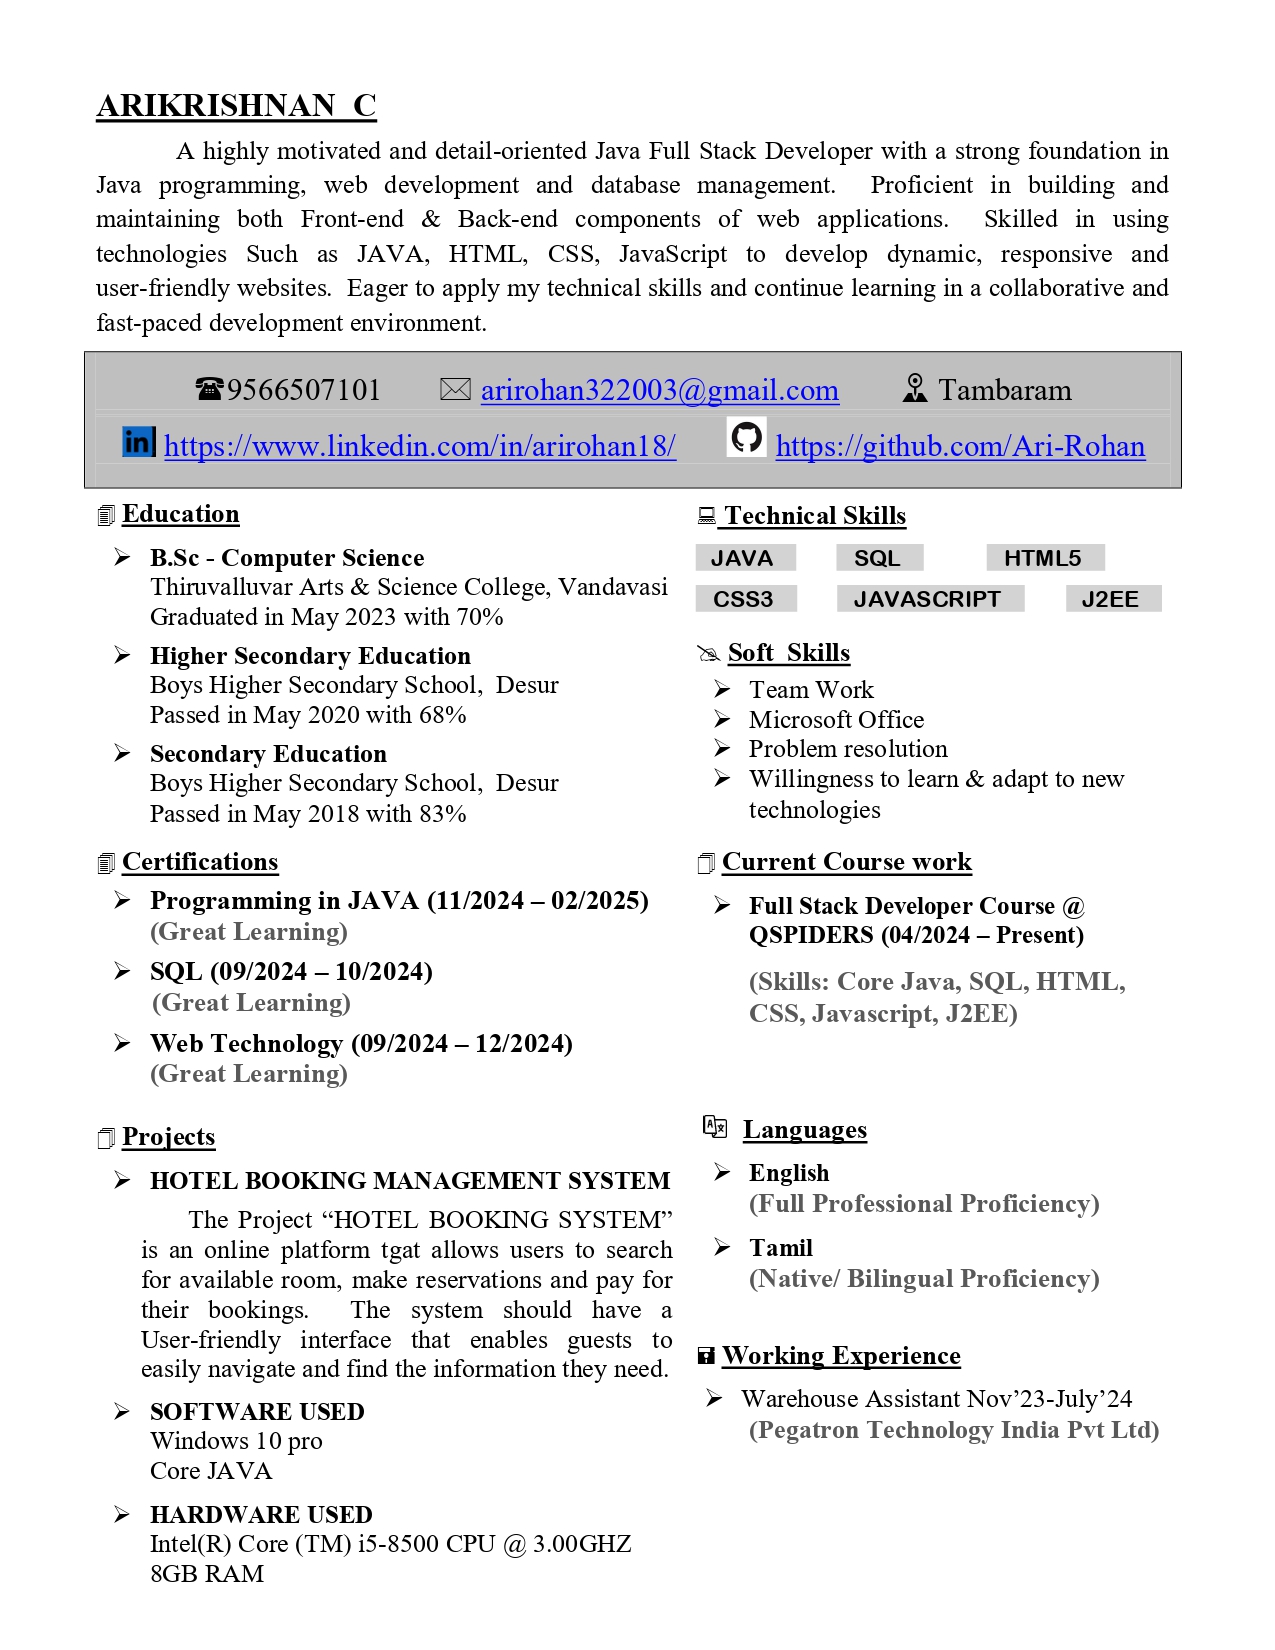 ARIKRISHNAN C
A highly motivated and detail-oriented Java Full Stack Developer with a strong foundation in
Java programming, web development and database management. Proficient in building and
maintaining both Front-end & Back-end components of web applications. Skilled in using
technologies Such as JAVA, HTML, CSS, JavaScript to develop dynamic, responsive and
user-friendly websites. Eager to apply my technical skills and continue learning in a collaborative and
fast-paced development environment.
9566507101 arirohan322003@gmail.com Tambaram
in https://www.linkedin.com/in/arirohan18/ https://github.com/Ari-Rohan
Education
B.Sc - Computer Science
Thiruvalluvar Arts & Science College, Vandavasi
Graduated in May 2023 with 70%
Higher Secondary Education
Boys Higher Secondary School, Desur
Passed in May 2020 with 68%
Secondary Education
Boys Higher Secondary School, Desur
Passed in May 2018 with 83%
Certifications
Programming in JAVA (11/2024 – 02/2025)
(Great Learning)
SQL (09/2024 – 10/2024)
(Great Learning)
Web Technology (09/2024 – 12/2024)
(Great Learning)
Projects
HOTEL BOOKING MANAGEMENT SYSTEM
The Project “HOTEL BOOKING SYSTEM”
is an online platform tgat allows users to search
for available room, make reservations and pay for
their bookings. The system should have a
User-friendly interface that enables guests to
easily navigate and find the information they need.
SOFTWARE USED
Windows 10 pro
Core JAVA
HARDWARE USED
Intel(R) Core (TM) i5-8500 CPU @ 3.00GHZ
8GB RAM
Technical Skills
JAVA SQL HTML5
CSS3 JAVASCRIPT J2EE
Soft Skills
Team Work
Microsoft Office
Problem resolution
Willingness to learn & adapt to new
technologies
Current Course work
Full Stack Developer Course @
QSPIDERS (04/2024 – Present)
(Skills: Core Java, SQL, HTML,
CSS, Javascript, J2EE)
Languages
English
(Full Professional Proficiency)
Tamil
(Native/ Bilingual Proficiency)
Working Experience
Warehouse Assistant Nov’23-July’24
(Pegatron Technology India Pvt Ltd)